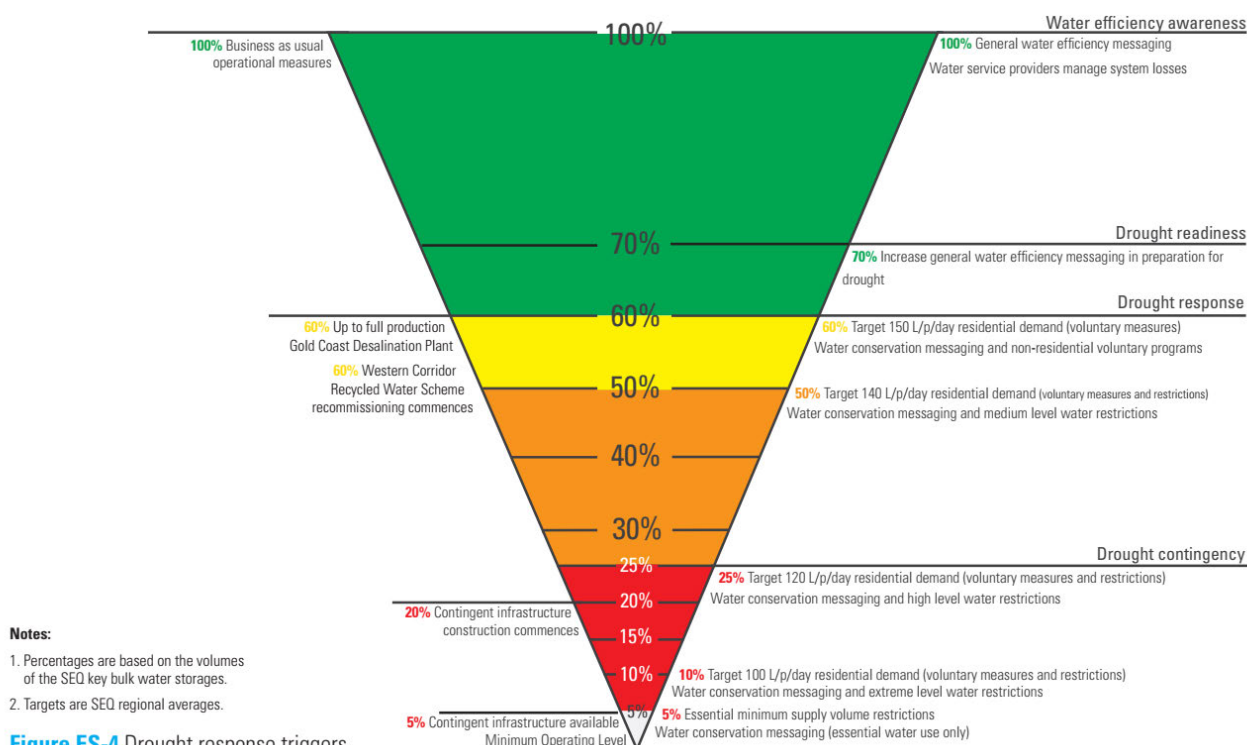 Water efficiency awareness
100%
100% Business as usual
operational measures
100% General water efficiency messaging
Water service providers manage system losses
Drought readiness
70%
70% Increase general water efficiency messaging in preparation for
drought
Drought response
60%
60% Up to full production
Gold Coast Desalination Plant
60% Western Corridor
Recycled Water Scheme
recommissioning commences
60% Target 150 L/p/day residential demand (voluntary measures)
Water conservation messaging and non-residential voluntary programs
50%
50% Target 140 L/p/day residential demand (voluntary measures and restrictions)
Water conservation messaging and medium level water restrictions
40%
30%
Drought contingency
25%
25% Target 120 L/p/day residential demand (voluntary measures and restrictions)
Water conservation messaging and high level water restrictions
20%
20% Contingent infrastructure
construction commences
15%
10%
10% Target 100 L/p/day residential demand (voluntary measures and restrictions)
Water conservation messaging and extreme level water restrictions
5%
5% Contingent infrastructure available
Minimum Operating Level
5% Essential minimum supply volume restrictions
Water conservation messaging (essential water use only)
Notes:
1. Percentages are based on the volumes
of the SEQ key bulk water storages.
2. Targets are SEQ regional averages.
Figure ES-4 Drought response triggers